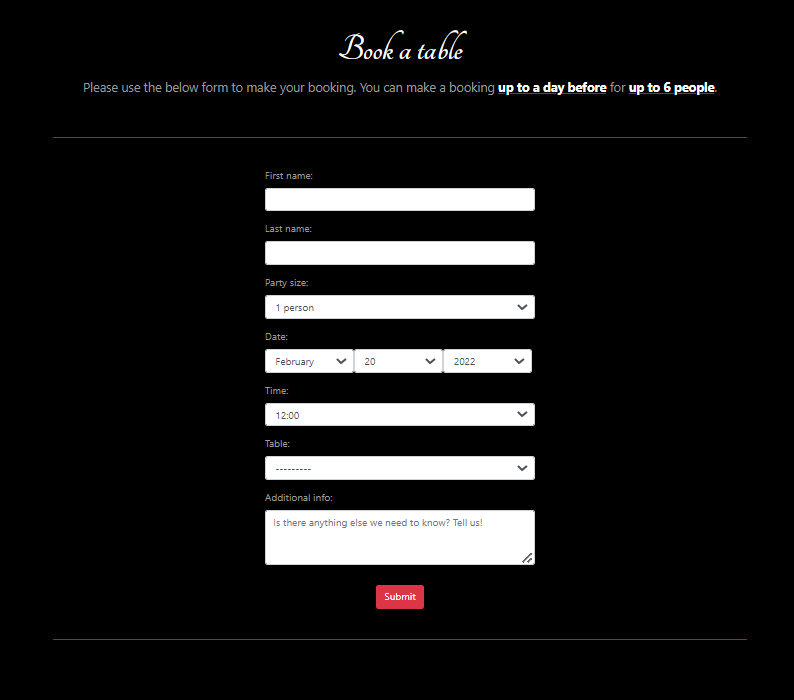 Book a table
Please use the below form to make your booking. You can make a booking up to a day before for up to 6 people.
First name:
Last name:
Party size:
1 person
Date:
February 20 2022
Time:
12:00
Table:
---------
Additional info:
Is there anything else we need to know? Tell us!
Submit